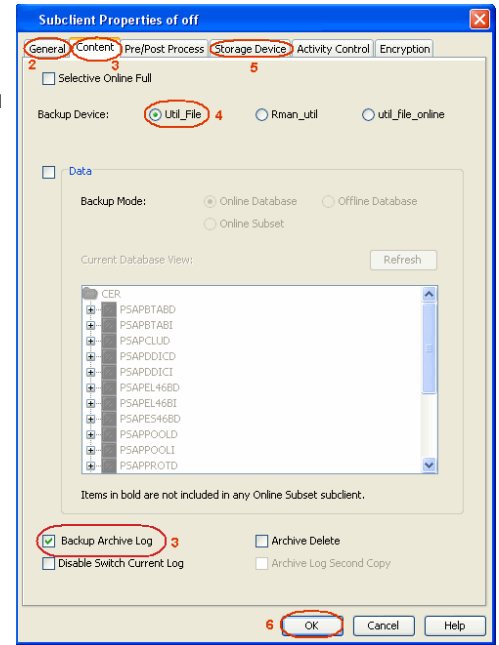 Subclient Properties of off
General Content Pre/Post Process Storage Device Activity Control Encryption
2 3 5
Selective Online Full
Backup Device: Util_File 4 Rman_util util_file_online
Data
Backup Mode: Online Database Offline Database
Online Subset
Current Database View: Refresh
CER
PSAPBTABD
PSAPBTABI
PSAPCLUD
PSAPDDICD
PSAPDDICI
PSAPEL46BD
PSAPEL46BI
PSAPES46BD
PSAPPOOLD
PSAPPOOLI
PSAPPROTD
Items in bold are not included in any Online Subset subclient.
Backup Archive Log 3 Archive Delete
Disable Switch Current Log Archive Log Second Copy
6 OK Cancel Help